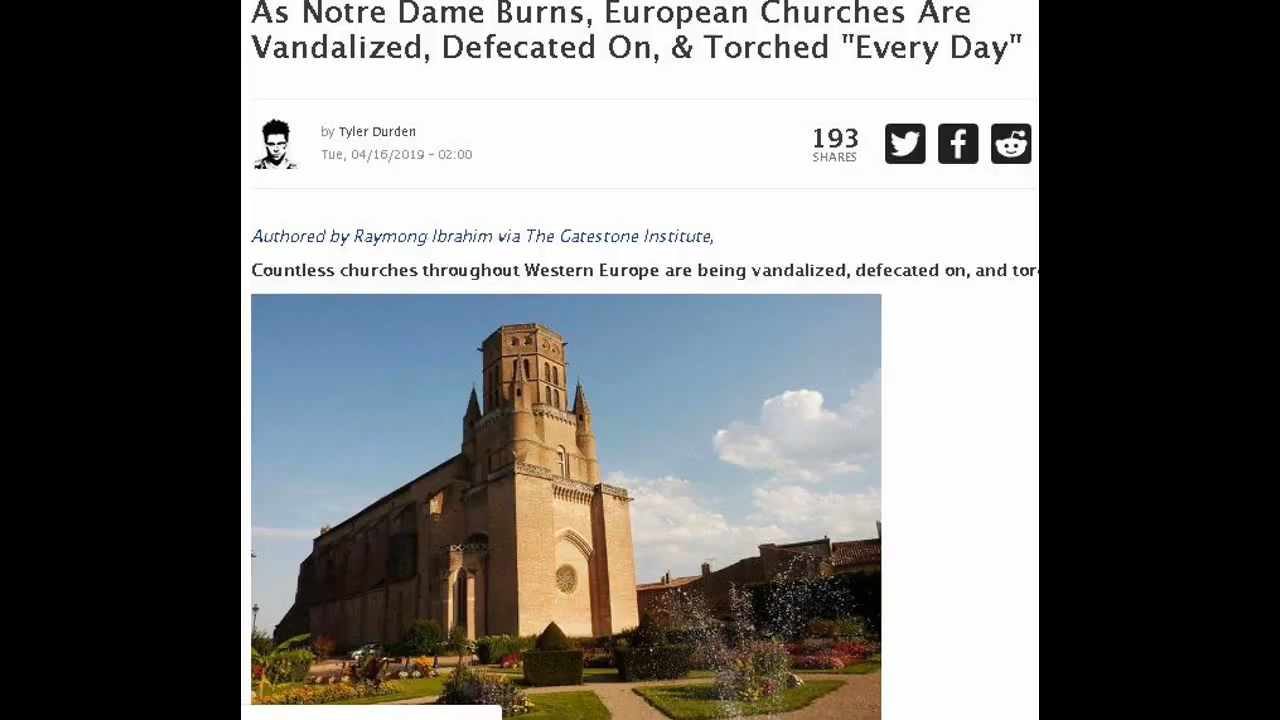 As Notre Dame Burns, European Churches Are
Vandalized, Defecated On, & Torched "Every Day"
by Tyler Durden
Tue, 04/16/2019 - 02:00
193
SHARES
Authored by Raymong Ibrahim via The Gatestone Institute,
Countless churches throughout Western Europe are being vandalized, defecated on, and